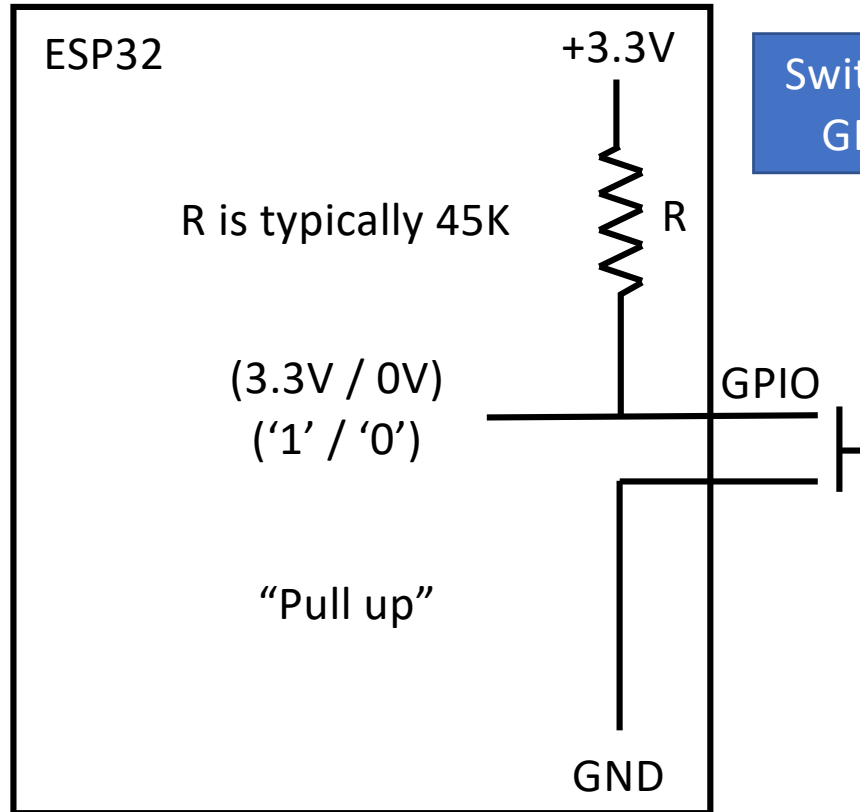 ESP32
+3.3V
R is typically 45K
R
(3.3V / 0V)
(‘1’ / ‘0’)
GPIO
“Pull up”
GND